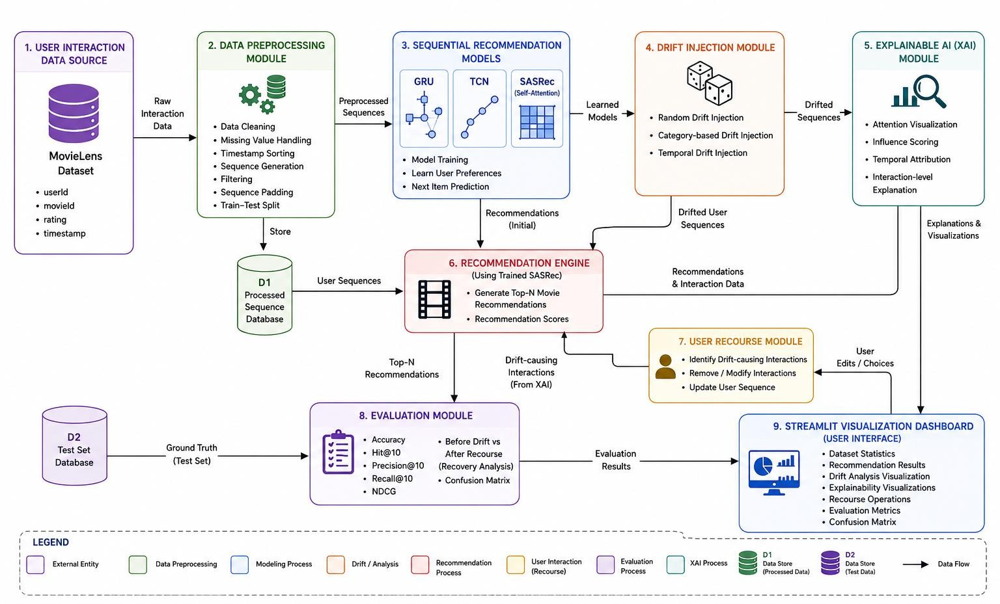 1. USER INTERACTION
DATA SOURCE
MovieLens
Dataset
• userId
• movieId
• rating
• timestamp
Raw
Interaction
Data
2. DATA PREPROCESSING
MODULE
• Data Cleaning
• Missing Value Handling
• Timestamp Sorting
• Sequence Generation
• Filtering
• Sequence Padding
• Train–Test Split
Preprocessed
Sequences
3. SEQUENTIAL RECOMMENDATION
MODELS
GRU
TCN
SASRec
(Self-Attention)
• Model Training
• Learn User Preferences
• Next Item Prediction
Learned
Models
4. DRIFT INJECTION MODULE
• Random Drift Injection
• Category-based Drift Injection
• Temporal Drift Injection
Drifted
Sequences
5. EXPLAINABLE AI (XAI)
MODULE
• Attention Visualization
• Influence Scoring
• Temporal Attribution
• Interaction-level
Explanation
Store
Recommendations
(Initial)
Drifted User
Sequences
Explanations &
Visualizations
D1
Processed
Sequence
Database
User Sequences
6. RECOMMENDATION ENGINE
(Using Trained SASRec)
• Generate Top-N Movie
Recommendations
• Recommendation Scores
Recommendations
& Interaction Data
Top-N
Recommendations
Drift-causing
Interactions
(From XAI)
7. USER RECOURSE MODULE
• Identify Drift-causing Interactions
• Remove / Modify Interactions
• Update User Sequence
User
Edits / Choices
D2
Test Set
Database
Ground Truth
(Test Set)
8. EVALUATION MODULE
• Accuracy
• Hit@10
• Precision@10
• Recall@10
• NDCG
• Before Drift vs
After Recourse
(Recovery Analysis)
• Confusion Matrix
Evaluation
Results
9. STREAMLIT VISUALIZATION DASHBOARD
(USER INTERFACE)
• Dataset Statistics
• Recommendation Results
• Drift Analysis Visualization
• Explainability Visualizations
• Recourse Operations
• Evaluation Metrics
• Confusion Matrix
LEGEND
External Entity
Data Preprocessing
Modeling Process
Drift / Analysis
Recommendation
Process
User Interaction
(Recourse)
Evaluation
Process
XAI Process
D1
Data Store
(Processed Data)
D2
Data Store
(Test Data)
Data Flow